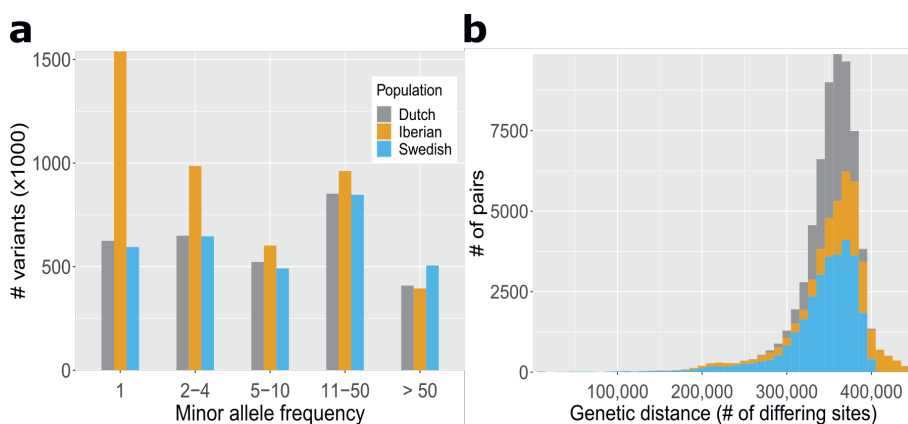 a
# variants (x1000)
1500
1000
500
0
Population
Dutch
Iberian
Swedish
1
2−4
5−10
11−50
> 50
Minor allele frequency
b
# of pairs
7500
5000
2500
0
100,000
200,000
300,000
400,000
Genetic distance (# of differing sites)